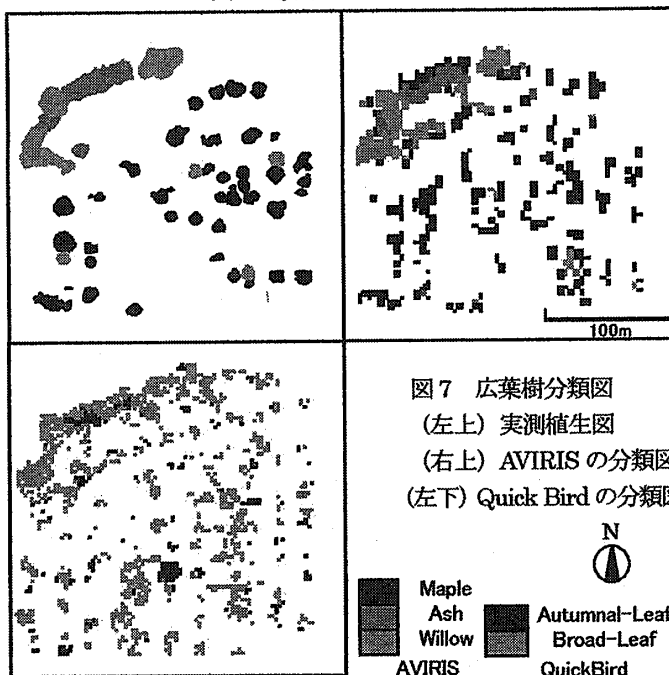 100m
図7 広葉樹分類図
(左上) 実測植生図
(右上) AVIRIS の分類図
(左下) Quick Bird の分類図
N
Maple
Ash Autumnal-Leaf
Willow Broad-Leaf
AVIRIS QuickBird